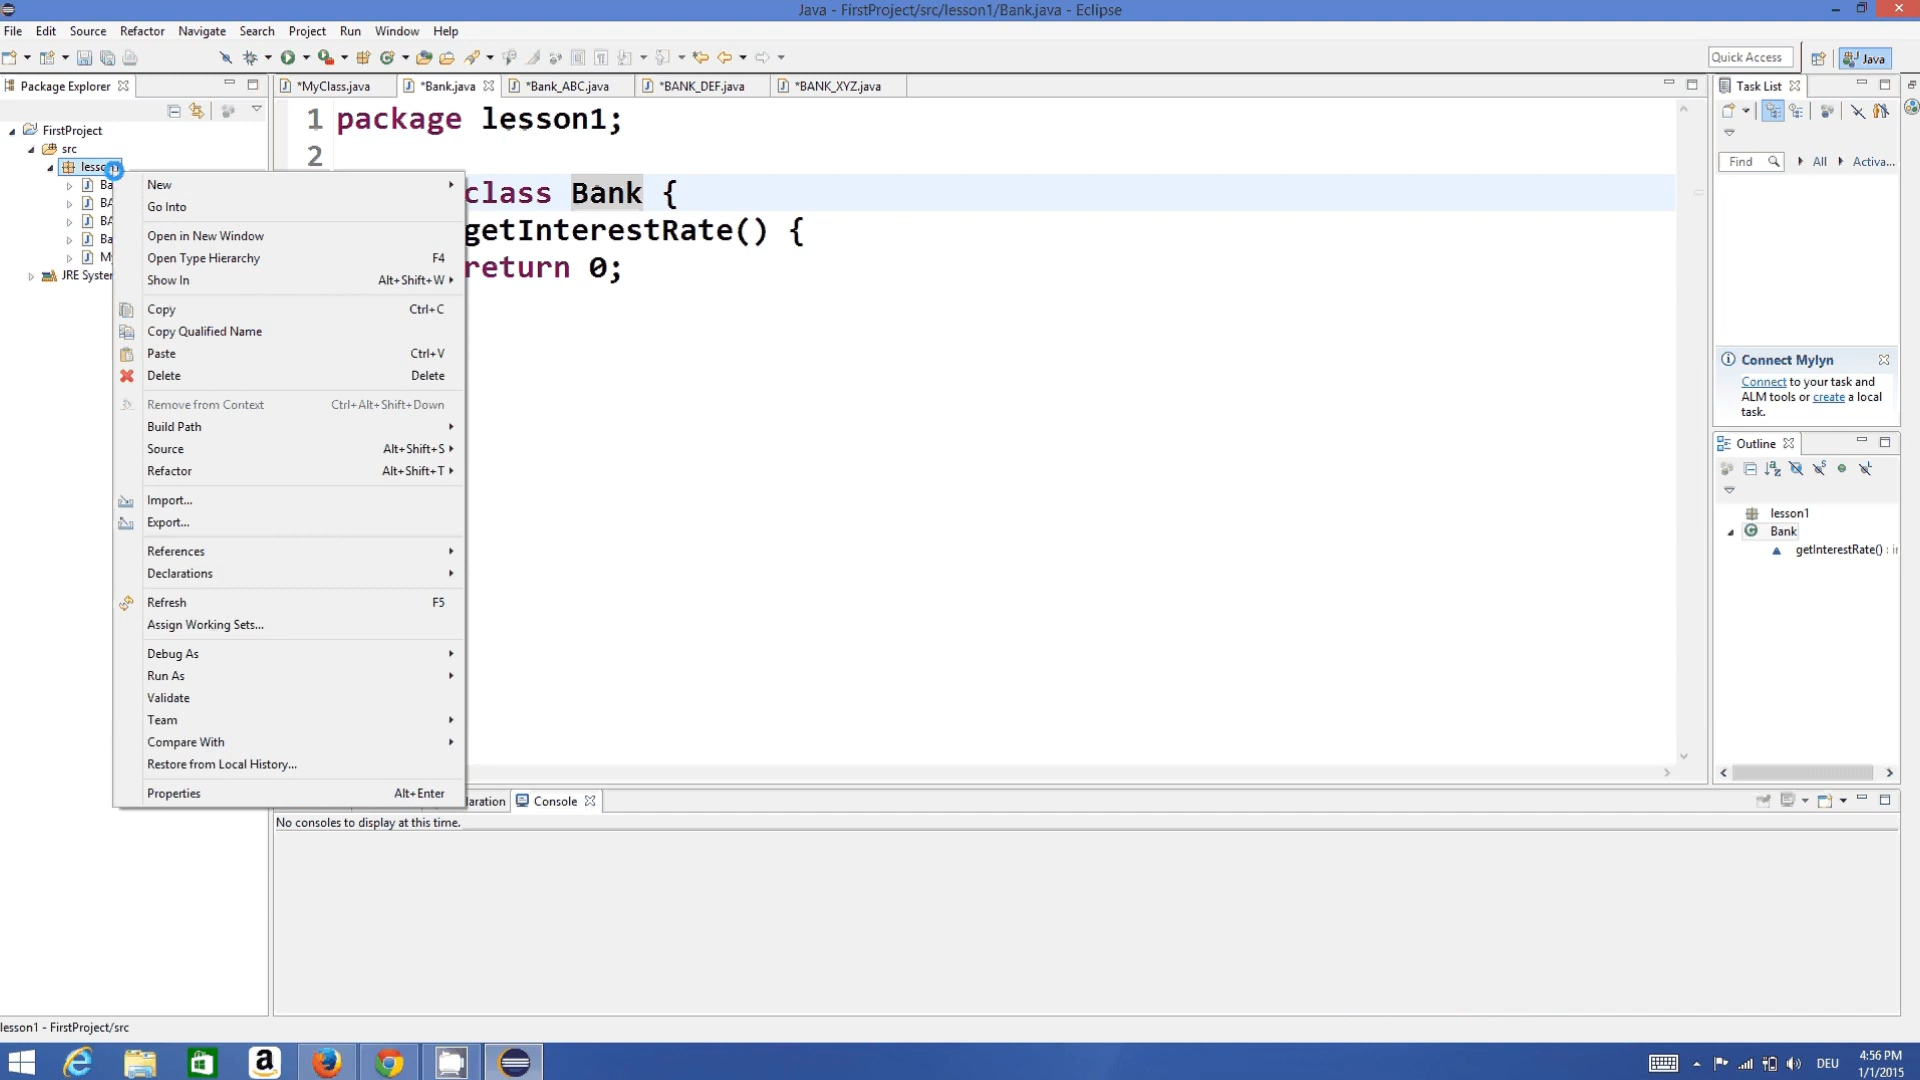 Java - FirstProject/src/lesson1/Bank.java - Eclipse
File Edit Source Refactor Navigate Search Project Run Window Help
Quick Access
Java
Package Explorer
*MyClass.java
*Bank.java
*Bank_ABC.java
*BANK_DEF.java
*BANK_XYZ.java
Task List
FirstProject
src
JRE Syster
1 package lesson1;
2
class Bank {
getInterestRate() {
return 0;
New
Go Into
Open in New Window
Open Type Hierarchy F4
Show In Alt+Shift+W
Copy Ctrl+C
Copy Qualified Name
Paste Ctrl+V
Delete Delete
Remove from Context Ctrl+Alt+Shift+Down
Build Path
Source Alt+Shift+S
Refactor Alt+Shift+T
Import...
Export...
References
Declarations
Refresh F5
Assign Working Sets...
Debug As
Run As
Validate
Team
Compare With
Restore from Local History...
Properties Alt+Enter
Find All Activa...
Connect Mylyn
Connect to your task and
ALM tools or create a local
task.
Outline
lesson1
Bank
getInterestRate() : i
laration Console
No consoles to display at this time.
lesson1 - FirstProject/src
DEU
4:56 PM
1/1/2015